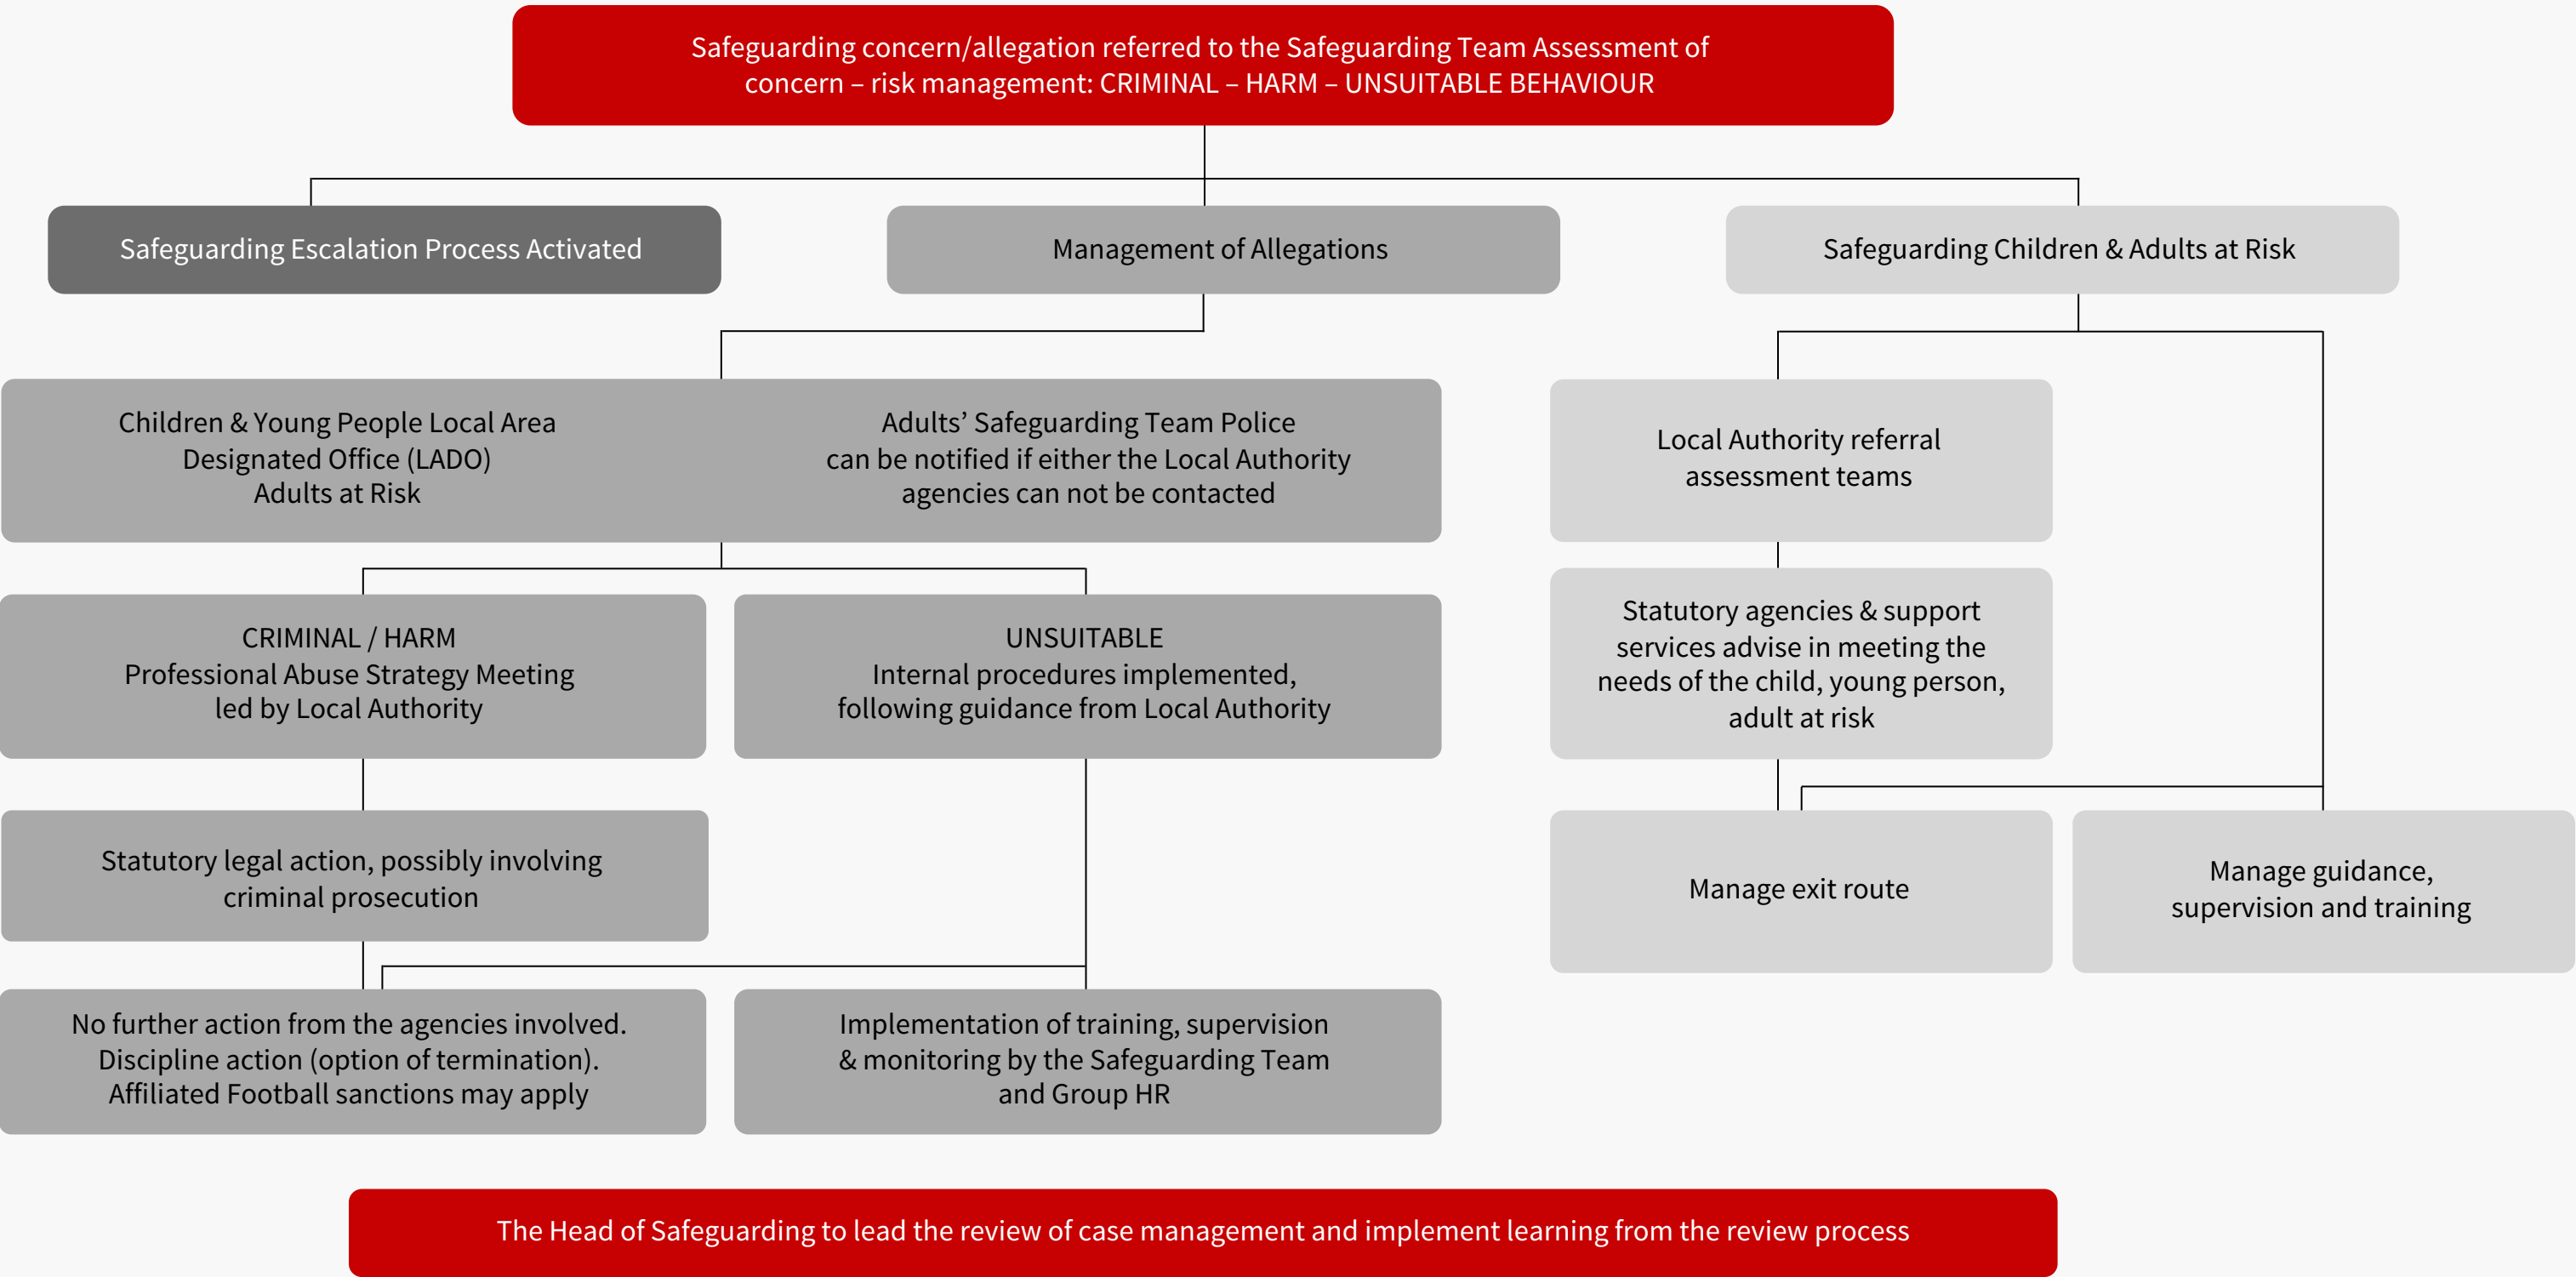 Safeguarding concern/allegation referred to the Safeguarding Team Assessment of
concern – risk management: CRIMINAL – HARM – UNSUITABLE BEHAVIOUR
Safeguarding Escalation Process Activated
Management of Allegations
Safeguarding Children & Adults at Risk
Children & Young People Local Area
Designated Office (LADO)
Adults at Risk
Adults’ Safeguarding Team Police
can be notified if either the Local Authority
agencies can not be contacted
Local Authority referral
assessment teams
CRIMINAL / HARM
Professional Abuse Strategy Meeting
led by Local Authority
UNSUITABLE
Internal procedures implemented,
following guidance from Local Authority
Statutory agencies & support
services advise in meeting the
needs of the child, young person,
adult at risk
Statutory legal action, possibly involving
criminal prosecution
Manage exit route
Manage guidance,
supervision and training
No further action from the agencies involved.
Discipline action (option of termination).
Affiliated Football sanctions may apply
Implementation of training, supervision
& monitoring by the Safeguarding Team
and Group HR
The Head of Safeguarding to lead the review of case management and implement learning from the review process